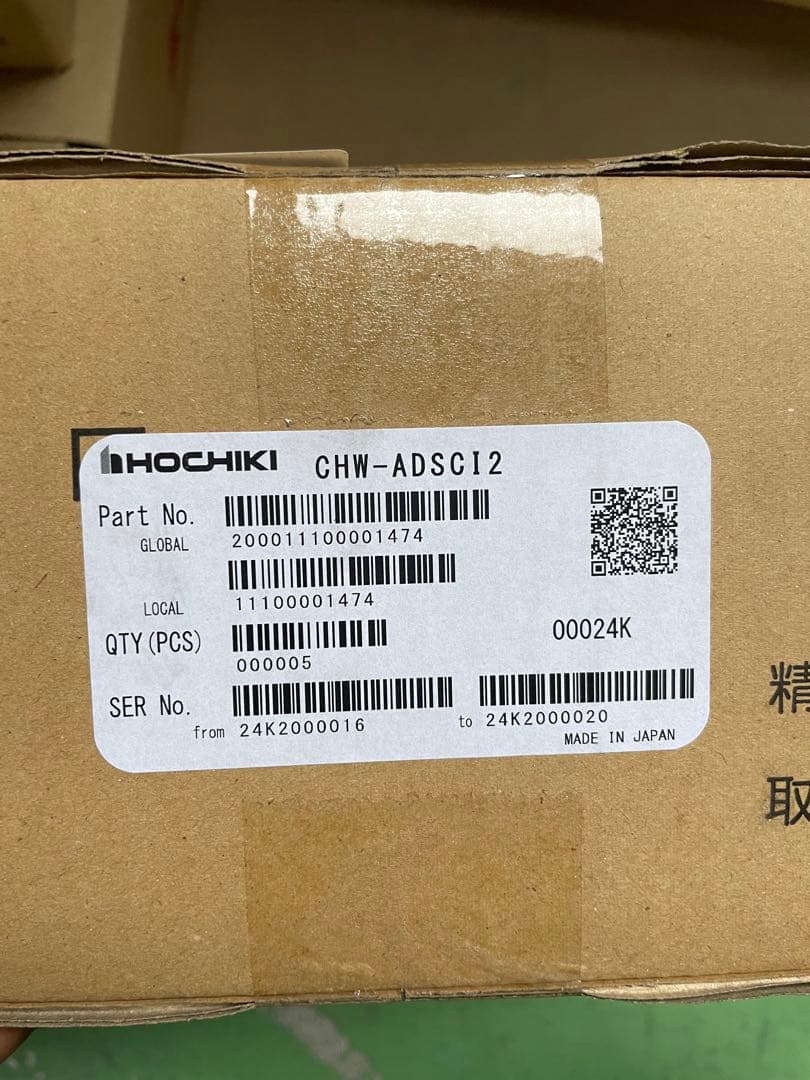 HOCHIKI CHW-ADSCI2
Part No.
GLOBAL
200011100001474
LOCAL
11100001474
QTY(PCS)
000005
00024K
SER No.
from 24K2000016
to 24K2000020
MADE IN JAPAN
精
取